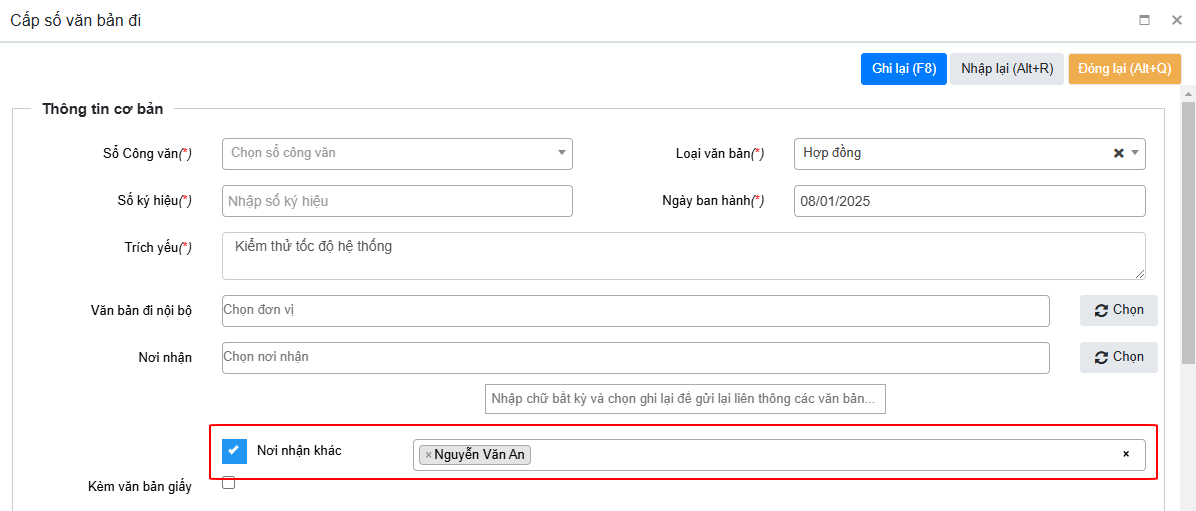 Cấp số văn bản đi
Ghi lại (F8) Nhập lại (Alt+R) Đóng lại (Alt+Q)
Thông tin cơ bản
Sổ Công văn(*) Chọn sổ công văn Loại văn bản(*) Hợp đồng
Số ký hiệu(*) Nhập số ký hiệu Ngày ban hành(*) 08/01/2025
Trích yếu(*) Kiểm thử tốc độ hệ thống
Văn bản đi nội bộ Chọn đơn vị Chọn
Nơi nhận Chọn nơi nhận Chọn
Nhập chữ bất kỳ và chọn ghi lại để gửi lại liên thông các văn bản...
Nơi nhận khác × Nguyễn Văn An ×
Kèm văn bản giấy